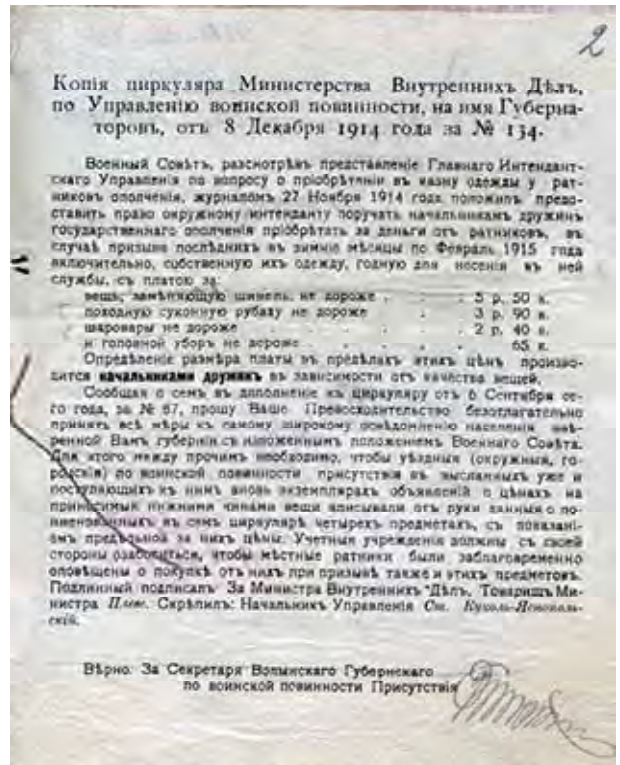 2
Копія циркуляра Министерства Внутреннихъ Дѣлъ,
по Управленію воинской повинности, на имя Губерна-
торовъ, отъ 8 Декабря 1914 года за № 134.
Военный Совѣтъ, разсмотрѣвъ представленіе Главнаго Интендант-
скаго Управленія по вопросу о пріобрѣтеніи въ казну одежды у рат-
никовъ ополченія, журналомъ 27 Ноября 1914 года положилъ предо-
ставить право окружному интенданту поручать начальникамъ дружинъ
государственнаго ополченія пріобрѣтать за деньги отъ ратниковъ, въ
случаѣ призыва послѣднихъ въ зимніе мѣсяцы по Февраль 1915 года
включительно, собственную ихъ одежду, годную для носенія въ ней
службы, съ платою за:
вещь, замѣняющую шинель, не дороже . . . 5 р. 50 к.
походную суконную рубаху не дороже . . 3 р. 90 к.
шаровары не дороже . . . . . . 2 р. 40 к.
и головной уборъ не дороже . . . . . 65 к.
Опредѣленіе размѣра платы въ предѣлахъ этихъ цѣнъ произво-
дится начальниками дружин въ зависимости отъ качества вещей.
Сообщая о семъ въ дополненіе къ циркуляру отъ 6 Сентября се-
го года, за № 67, прошу Ваше Превосходительство безотлагательно
принять всѣ мѣры къ самому широкому освѣдомленію населенія ввѣ-
ренной Вамъ губерніи съ изложеннымъ положеніемъ Военнаго Совѣта.
Для этого между прочимъ необходимо, чтобы уѣздныя (окружныя, го-
родскія) по воинской повинности присутствія въ высланныхъ уже и
поступающихъ къ нимъ вновь экземплярахъ объявленій о цѣнахъ на
приносимыя нижними чинами вещи вписывали отъ руки данныя о по-
именованныхъ въ семъ циркулярѣ четырехъ предметахъ, съ показані-
емъ предѣльной за нихъ цѣны. Учетныя учрежденія должны съ своей
стороны озаботиться, чтобы мѣстные ратники были заблаговременно
оповѣщены о покупкѣ отъ нихъ при призывѣ также и этихъ предметовъ.
Подлинный подписалъ За Министра Внутреннихъ Дѣлъ, Товарищъ Ми-
нистра Плеве. Скрѣпилъ: Начальникъ Управленія См. Куколь-Яснополь-
скій.
Вѣрно: За Секретаря Волынскаго Губернскаго
по воинской повинности Присутствія